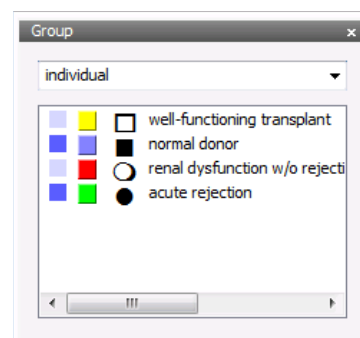 Group
individual
well-functioning transplant
normal donor
renal dysfunction w/o rejecti
acute rejection